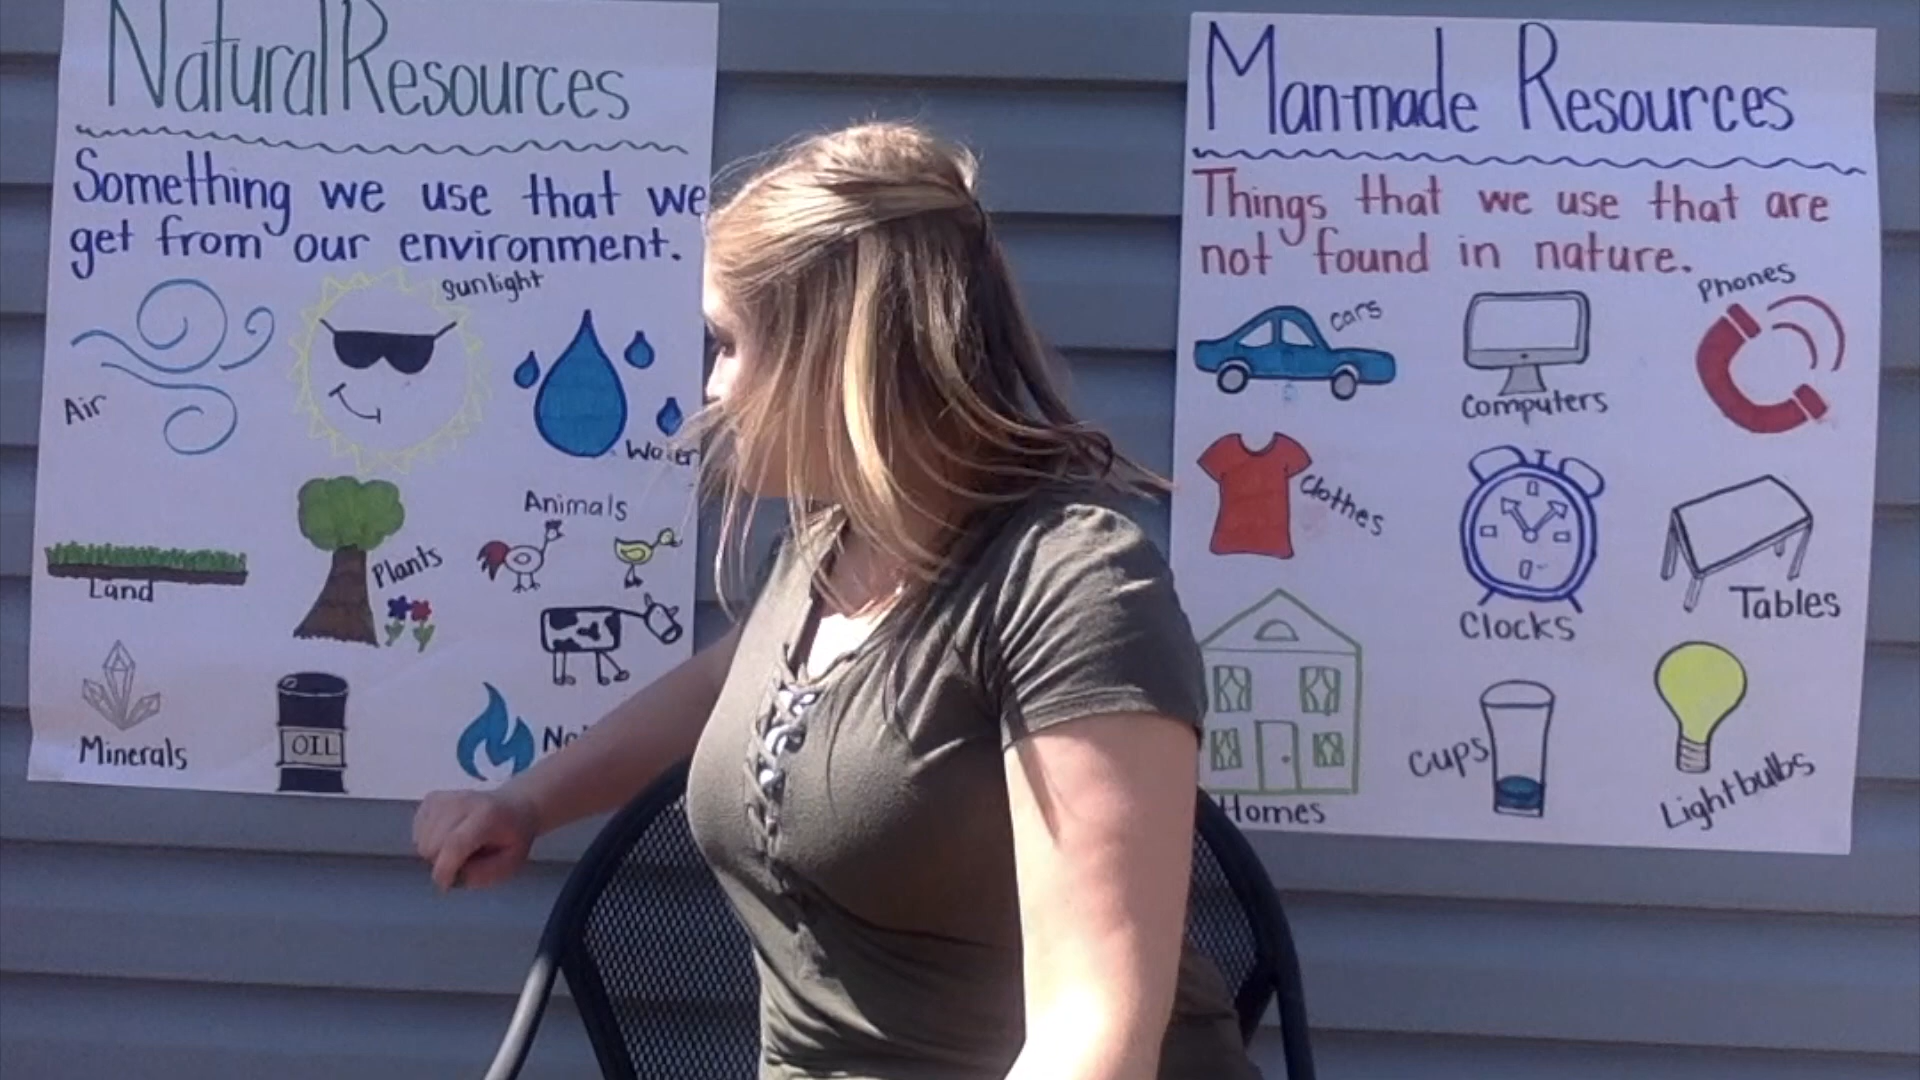 Natural Resources
Something we use that we
get from our environment.
sunlight
Air
Water
Animals
Land
Plants
Minerals
OIL
Man-made Resources
Things that we use that are
not found in nature.
Phones
cars
Computers
Clothes
Clocks
Tables
Homes
Cups
Lightbulbs